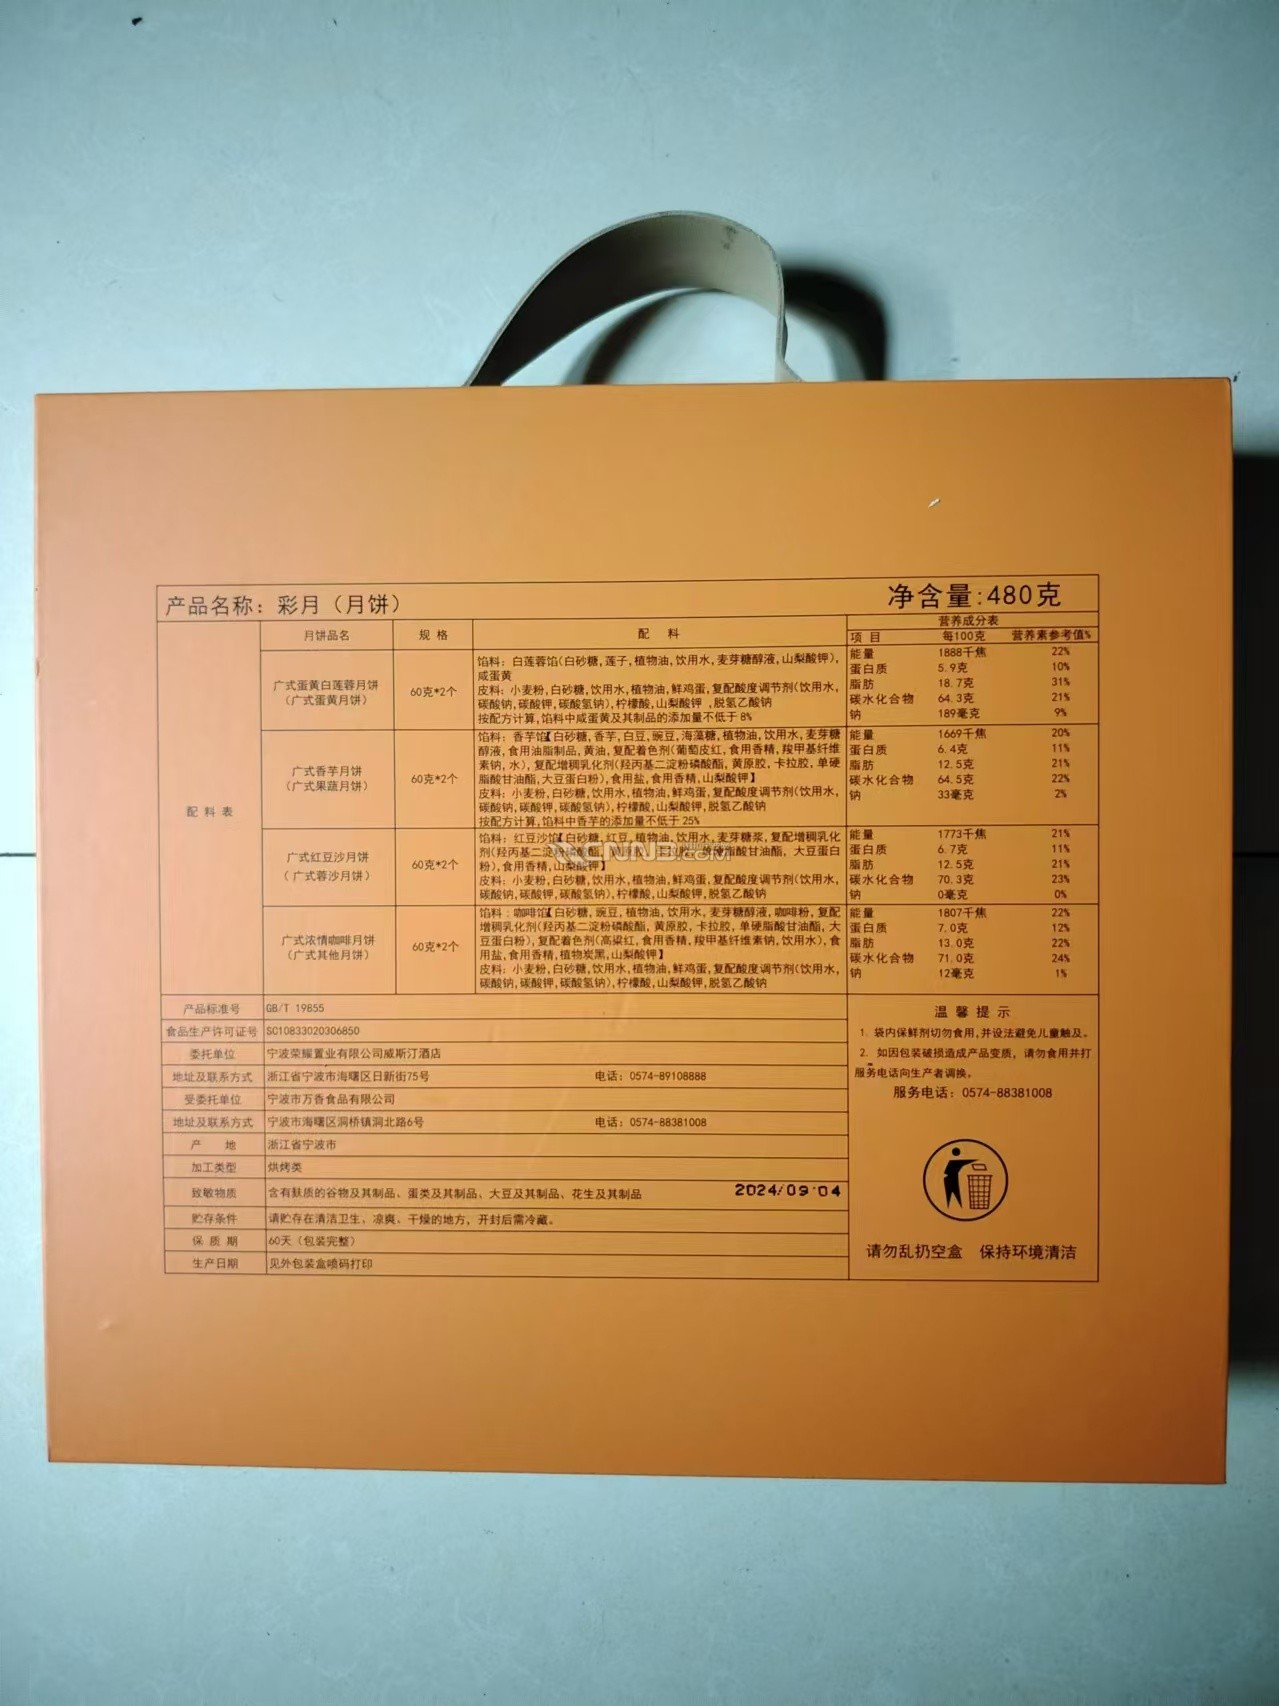 产品名称：彩月（月饼）
净含量:480克
配料表
月饼品名
规格
配料
营养成分表
项目 每100克 营养素参考值%
广式蛋黄白莲蓉月饼
（广式蛋黄月饼）
60克*2个
馅料：白莲蓉馅(白砂糖,莲子,植物油,饮用水,麦芽糖醇液,山梨酸钾),
咸蛋黄
皮料：小麦粉,白砂糖,饮用水,植物油,鲜鸡蛋,复配酸度调节剂(饮用水,
碳酸钠,碳酸钾,碳酸氢钠),柠檬酸,山梨酸钾,脱氢乙酸钠
按配方计算,馅料中咸蛋黄及其制品的添加量不低于8%
能量 1888千焦 22%
蛋白质 5.9克 10%
脂肪 18.7克 31%
碳水化合物 64.3克 21%
钠 189毫克 9%
广式香芋月饼
（广式果蔬月饼）
60克*2个
馅料：香芋馅【白砂糖,香芋,白豆,豌豆,海藻糖,植物油,饮用水,麦芽糖
醇液,食用油脂制品,黄油,复配着色剂(葡萄皮红,食用香精,羧甲基纤维
素钠,水),复配增稠乳化剂(羟丙基二淀粉磷酸酯,黄原胶,卡拉胶,单硬
脂酸甘油酯,大豆蛋白粉),食用盐,食用香精,山梨酸钾】
皮料：小麦粉,白砂糖,饮用水,植物油,鲜鸡蛋,复配酸度调节剂(饮用水,
碳酸钠,碳酸钾,碳酸氢钠),柠檬酸,山梨酸钾,脱氢乙酸钠
按配方计算,馅料中香芋的添加量不低于25%
能量 1669千焦 20%
蛋白质 6.4克 11%
脂肪 12.5克 21%
碳水化合物 64.5克 22%
钠 33毫克 2%
广式红豆沙月饼
（广式蓉沙月饼）
60克*2个
馅料：红豆沙馅【白砂糖,红豆,植物油,饮用水,麦芽糖浆,复配增稠乳化
剂(羟丙基二淀粉磷酸酯,黄原胶,卡拉胶,单硬脂酸甘油酯,大豆蛋白
粉),食用香精,山梨酸钾】
皮料：小麦粉,白砂糖,饮用水,植物油,鲜鸡蛋,复配酸度调节剂(饮用水,
碳酸钠,碳酸钾,碳酸氢钠),柠檬酸,山梨酸钾,脱氢乙酸钠
能量 1773千焦 21%
蛋白质 6.7克 11%
脂肪 12.5克 21%
碳水化合物 70.3克 23%
钠 0毫克 0%
广式浓情咖啡月饼
（广式其他月饼）
60克*2个
馅料：咖啡馅【白砂糖,豌豆,植物油,饮用水,麦芽糖醇液,咖啡粉,复配
增稠乳化剂(羟丙基二淀粉磷酸酯,黄原胶,卡拉胶,单硬脂酸甘油酯,大
豆蛋白粉),复配着色剂(高粱红,食用香精,羧甲基纤维素钠,饮用水),食
用盐,食用香精,植物炭黑,山梨酸钾】
皮料：小麦粉,白砂糖,饮用水,植物油,鲜鸡蛋,复配酸度调节剂(饮用水,
碳酸钠,碳酸钾,碳酸氢钠),柠檬酸,山梨酸钾,脱氢乙酸钠
能量 1807千焦 22%
蛋白质 7.0克 12%
脂肪 13.0克 22%
碳水化合物 71.0克 24%
钠 12毫克 1%
产品标准号 GB/T 19855
食品生产许可证号 SC10833020306850
委托单位 宁波荣耀置业有限公司威斯汀酒店
地址及联系方式 浙江省宁波市海曙区日新街75号 电话：0574-89108888
受委托单位 宁波市万香食品有限公司
地址及联系方式 宁波市海曙区洞桥镇洞北路6号 电话：0574-88381008
产地 浙江省宁波市
加工类型 烘烤类
致敏物质 含有麸质的谷物及其制品、蛋类及其制品、大豆及其制品、花生及其制品 2024/09 04
贮存条件 请贮存在清洁卫生、凉爽、干燥的地方，开封后需冷藏。
保质期 60天（包装完整）
生产日期 见外包装盒喷码打印
温馨提示
1. 袋内保鲜剂切勿食用,并设法避免儿童触及。
2. 如因包装破损造成产品变质，请勿食用并打
服务电话向生产者调换。
服务电话：0574-88381008
请勿乱扔空盒 保持环境清洁